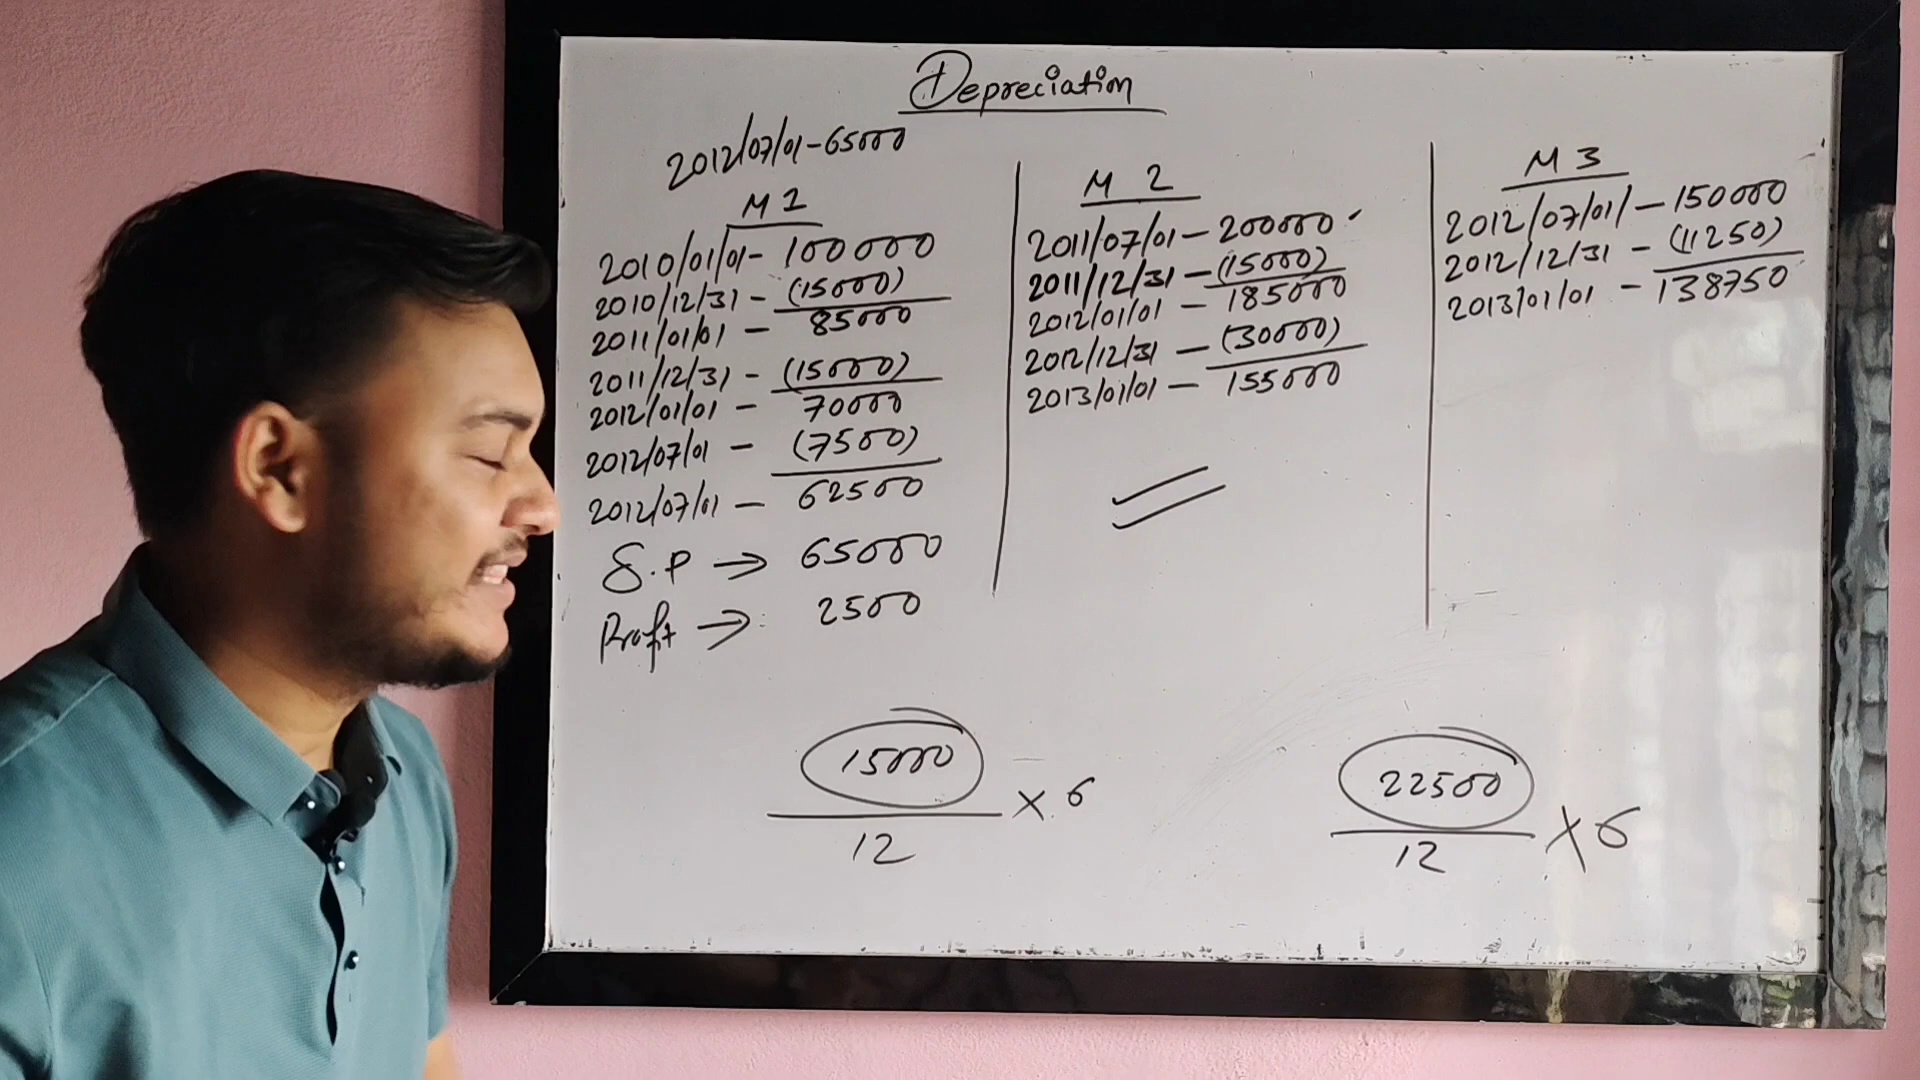 Depreciation
2012/07/01-65000
M1
2010/01/01- 100000
2010/12/31 - (15000)
2011/01/01 - 85000
2011/12/31 - (15000)
2012/01/01 - 70000
2012/07/01 - (7500)
2012/07/01 - 62500
S.P → 65000
Profit → 2500
M 2
2011/07/01 - 200000
2011/12/31 - (15000)
2012/01/01 - 185000
2012/12/31 - (30000)
2013/01/01 - 155000
M 3
2012/07/01/ - 150000
2012/12/31 - (11250)
2013/01/01 - 138750
15000
12
× 6
22500
12
× 6